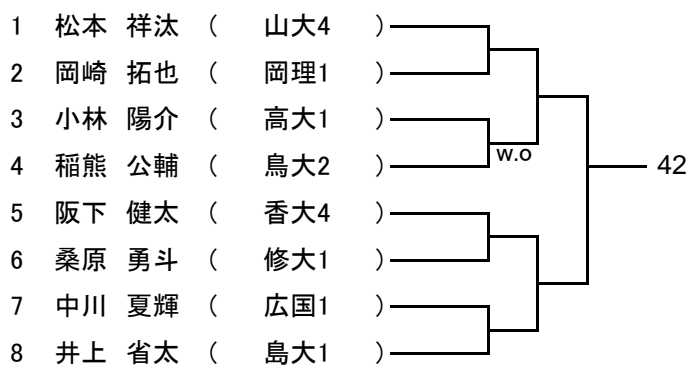 1 松本 祥汰 ( 山大4 )
2 岡崎 拓也 ( 岡理1 )
3 小林 陽介 ( 高大1 )
w.o
4 稲熊 公輔 ( 鳥大2 )
42
5 阪下 健太 ( 香大4 )
6 桑原 勇斗 ( 修大1 )
7 中川 夏輝 ( 広国1 )
8 井上 省太 ( 島大1 )